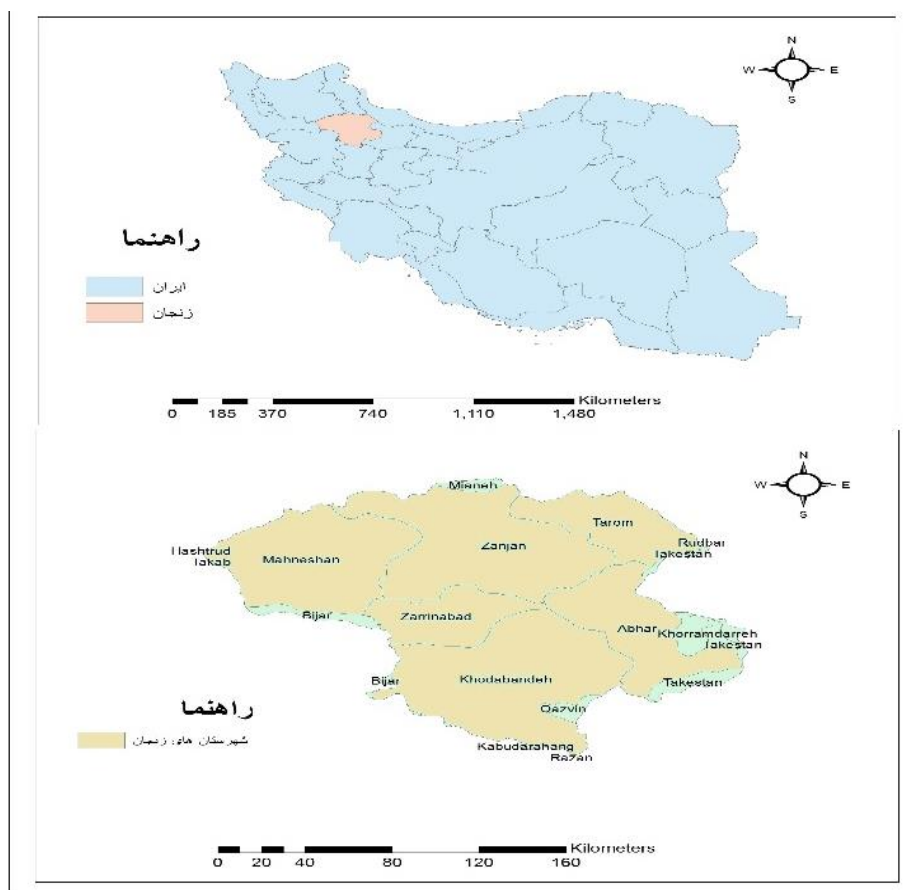 N
W E
S
راهنما
ایران
زنجان
Kilometers
0 185 370 740 1,110 1,480
N
W E
S
Mianeh
Tarom
Rudbar
Takestan
Zanjan
Hashtrud
Takab
Mahneshan
Bijar
Zarrinabad
Abhar
Khorramdarreh
Takestan
Bijar
Khodabandeh
Takestan
Qazvin
Kabudarahang
Razan
راهنما
شهرستان های زنجان
Kilometers
0 20 40 80 120 160